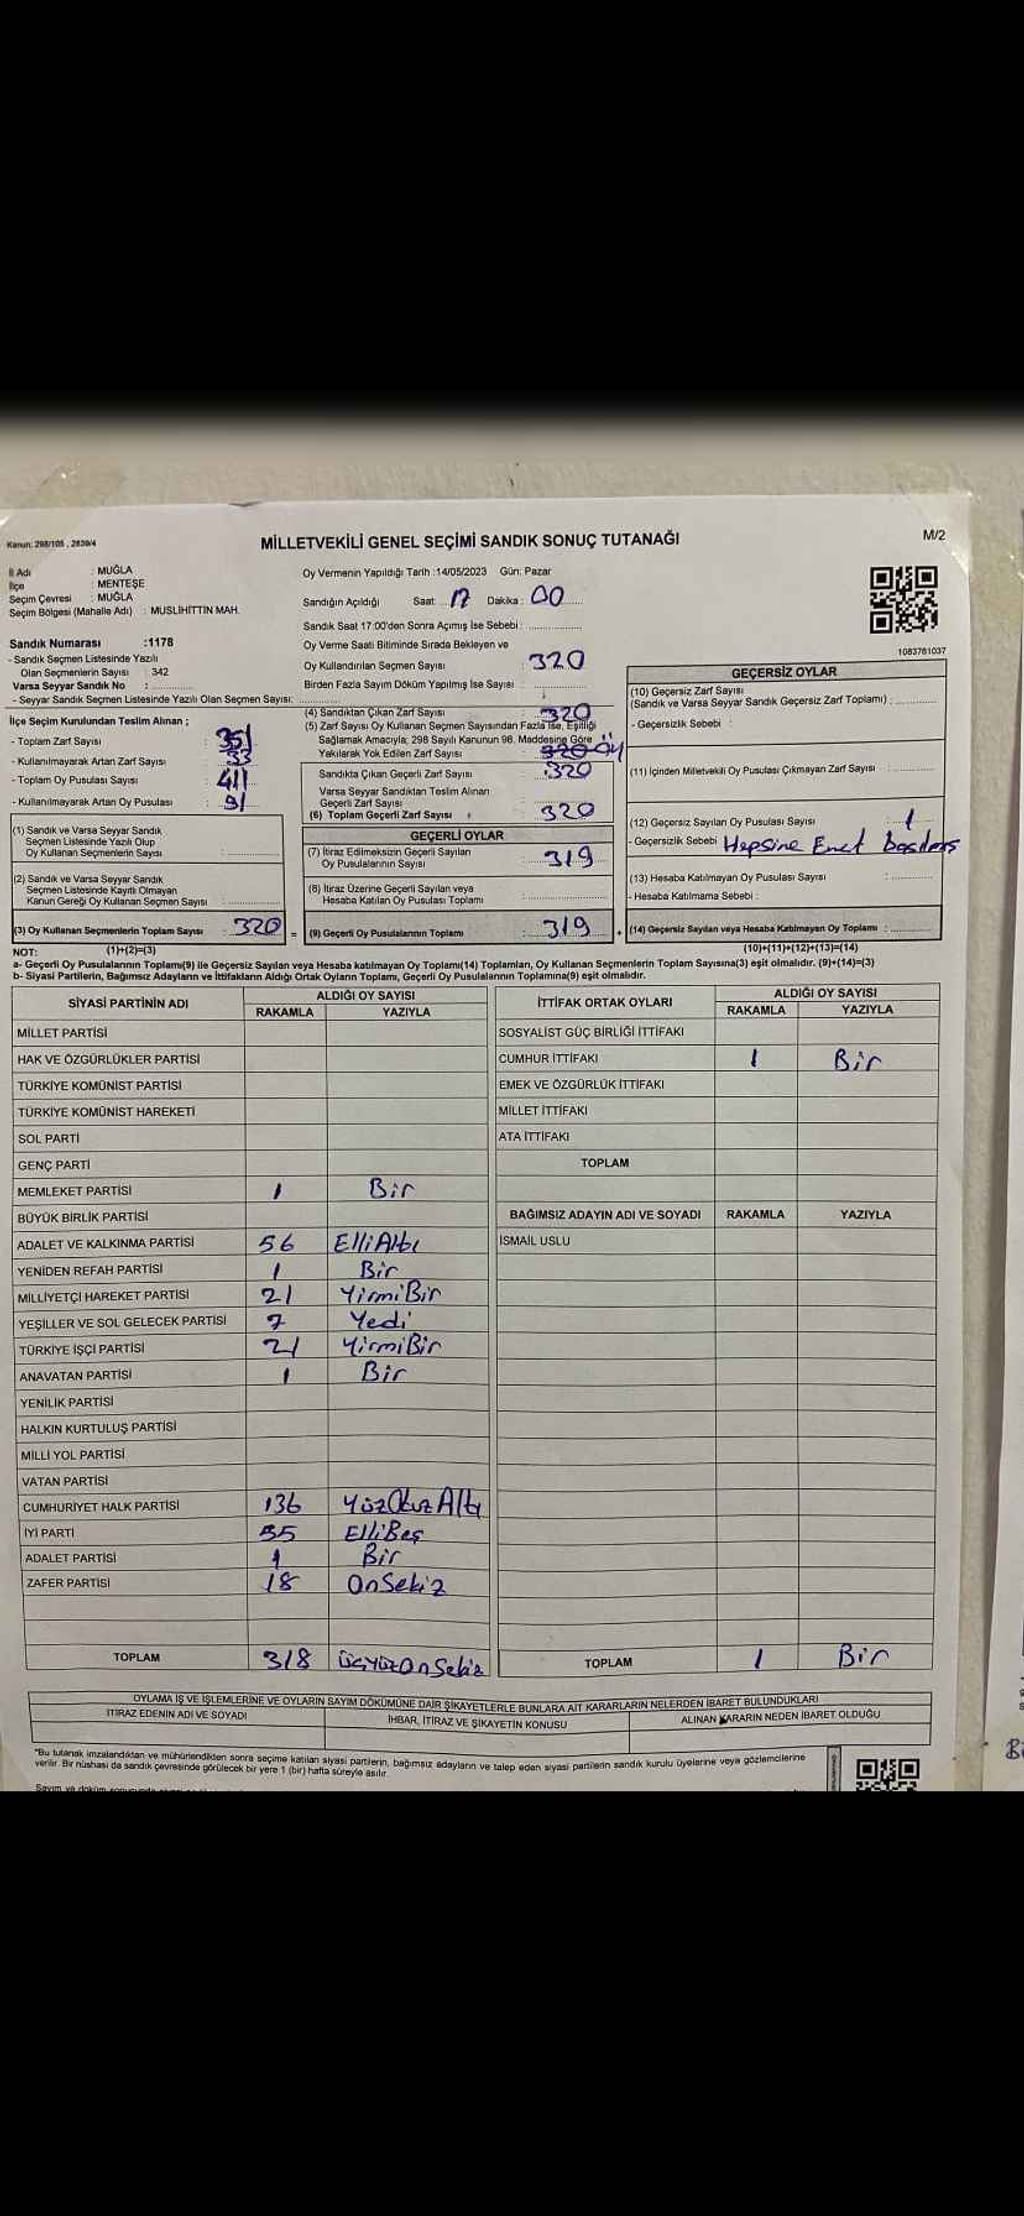 Kanun: 298/105 , 2839/4
MİLLETVEKİLİ GENEL SEÇİMİ SANDIK SONUÇ TUTANAĞI
M/2
İl Adı : MUĞLA
İlçe : MENTEŞE
Seçim Çevresi : MUĞLA
Seçim Bölgesi (Mahalle Adı) : MUSLİHİTTİN MAH.
Sandık Numarası :1178
- Sandık Seçmen Listesinde Yazılı
Olan Seçmenlerin Sayısı : 342
Varsa Seyyar Sandık No :
- Seyyar Sandık Seçmen Listesinde Yazılı Olan Seçmen Sayısı:
Oy Vermenin Yapıldığı Tarih :14/05/2023 Gün: Pazar
Sandığın Açıldığı Saat 17 Dakika : 00
Sandık Saat 17:00'den Sonra Açımış İse Sebebi :
Oy Verme Saati Bitiminde Sırada Bekleyen ve
Oy Kullandırılan Seçmen Sayısı : 320
Birden Fazla Sayım Döküm Yapılmış İse Sayısı :
1083761037
İlçe Seçim Kurulundan Teslim Alınan ;
- Toplam Zarf Sayısı : 351
- Kullanılmayarak Artan Zarf Sayısı : 33
- Toplam Oy Pusulası Sayısı : 411
- Kullanılmayarak Artan Oy Pusulası : 91
(4) Sandıktan Çıkan Zarf Sayısı : 320
(5) Zarf Sayısı Oy Kullanan Seçmen Sayısından Fazla İse, Eşitliği
Sağlamak Amacıyla, 298 Sayılı Kanunun 98. Maddesine Göre
Yakılarak Yok Edilen Zarf Sayısı 320
Sandıkta Çıkan Geçerli Zarf Sayısı : 320
Varsa Seyyar Sandıktan Teslim Alınan
Geçerli Zarf Sayısı
(6) Toplam Geçerli Zarf Sayısı : 320
GEÇERSİZ OYLAR
(10) Geçersiz Zarf Sayısı
(Sandık ve Varsa Seyyar Sandık Geçersiz Zarf Toplamı) :
- Geçersizlik Sebebi :
(11) İçinden Milletvekili Oy Pusulası Çıkmayan Zarf Sayısı :
(12) Geçersiz Sayılan Oy Pusulası Sayısı : 1
- Geçersizlik Sebebi Hepsine Evet
(13) Hesaba Katılmayan Oy Pusulası Sayısı :
- Hesaba Katılmama Sebebi :
(14) Geçersiz Sayılan veya Hesaba Katılmayan Oy Toplamı :
(1) Sandık ve Varsa Seyyar Sandık
Seçmen Listesinde Yazılı Olup
Oy Kullanan Seçmenlerin Sayısı :
(2) Sandık ve Varsa Seyyar Sandık
Seçmen Listesinde Kayıtlı Olmayan
Kanun Gereği Oy Kullanan Seçmen Sayısı :
(3) Oy Kullanan Seçmenlerin Toplam Sayısı : 320 =
GEÇERLİ OYLAR
(7) İtiraz Edilmeksizin Geçerli Sayılan
Oy Pusulalarının Sayısı : 319
(8) İtiraz Üzerine Geçerli Sayılan veya
Hesaba Katılan Oy Pusulası Toplamı :
(9) Geçerli Oy Pusulalarının Toplamı : 319 +
NOT: (1)+(2)=(3)
(10)+(11)+(12)+(13)=(14)
a- Geçerli Oy Pusulalarının Toplamı(9) ile Geçersiz Sayılan veya Hesaba katılmayan Oy Toplamı(14) Toplamları, Oy Kullanan Seçmenlerin Toplam Sayısına(3) eşit olmalıdır. (9)+(14)=(3)
b- Siyasi Partilerin, Bağımsız Adayların ve İttifakların Aldığı Ortak Oyların Toplamı, Geçerli Oy Pusulalarının Toplamına(9) eşit olmalıdır.
SİYASİ PARTİNİN ADI
ALDIĞI OY SAYISI
RAKAMLA YAZIYLA
MİLLET PARTİSİ
HAK VE ÖZGÜRLÜKLER PARTİSİ
TÜRKİYE KOMÜNİST PARTİSİ
TÜRKİYE KOMÜNİST HAREKETİ
SOL PARTİ
GENÇ PARTİ
MEMLEKET PARTİSİ 1 Bir
BÜYÜK BİRLİK PARTİSİ
ADALET VE KALKINMA PARTİSİ 56 Elli Altı
YENİDEN REFAH PARTİSİ 1 Bir
MİLLİYETÇİ HAREKET PARTİSİ 21 Yirmi Bir
YEŞİLLER VE SOL GELECEK PARTİSİ 7 Yedi
TÜRKİYE İŞÇİ PARTİSİ 21 Yirmi Bir
ANAVATAN PARTİSİ 1 Bir
YENİLİK PARTİSİ
HALKIN KURTULUŞ PARTİSİ
MİLLİ YOL PARTİSİ
VATAN PARTİSİ
CUMHURİYET HALK PARTİSİ 136 Yüz Otuz Altı
İYİ PARTİ 55 Elli Beş
ADALET PARTİSİ 1 Bir
ZAFER PARTİSİ 18 On Sekiz
TOPLAM 318 Üçyüz On Sekiz
İTTİFAK ORTAK OYLARI
ALDIĞI OY SAYISI
RAKAMLA YAZIYLA
SOSYALİST GÜÇ BİRLİĞİ İTTİFAKI
CUMHUR İTTİFAKI 1 Bir
EMEK VE ÖZGÜRLÜK İTTİFAKI
MİLLET İTTİFAKI
ATA İTTİFAKI
TOPLAM
BAĞIMSIZ ADAYIN ADI VE SOYADI RAKAMLA YAZIYLA
İSMAİL USLU
TOPLAM 1 Bir
OYLAMA İŞ VE İŞLEMLERİNE VE OYLARIN SAYIM DÖKÜMÜNE DAİR ŞİKAYETLERLE BUNLARA AİT KARARLARIN NELERDEN İBARET BULUNDUKLARI
İTİRAZ EDENİN ADI VE SOYADI
İHBAR, İTİRAZ VE ŞİKAYETİN KONUSU
ALINAN KARARIN NEDEN İBARET OLDUĞU
"Bu tutanak imzalandıktan ve mühürlendikten sonra seçime katılan siyasi partilerin, bağımsız adayların ve talep eden siyasi partilerin sandık kurulu üyelerine veya gözlemcilerine
verilir. Bir nüshası da sandık çevresinde görülecek bir yere 1 (bir) hafta süreyle asılır.